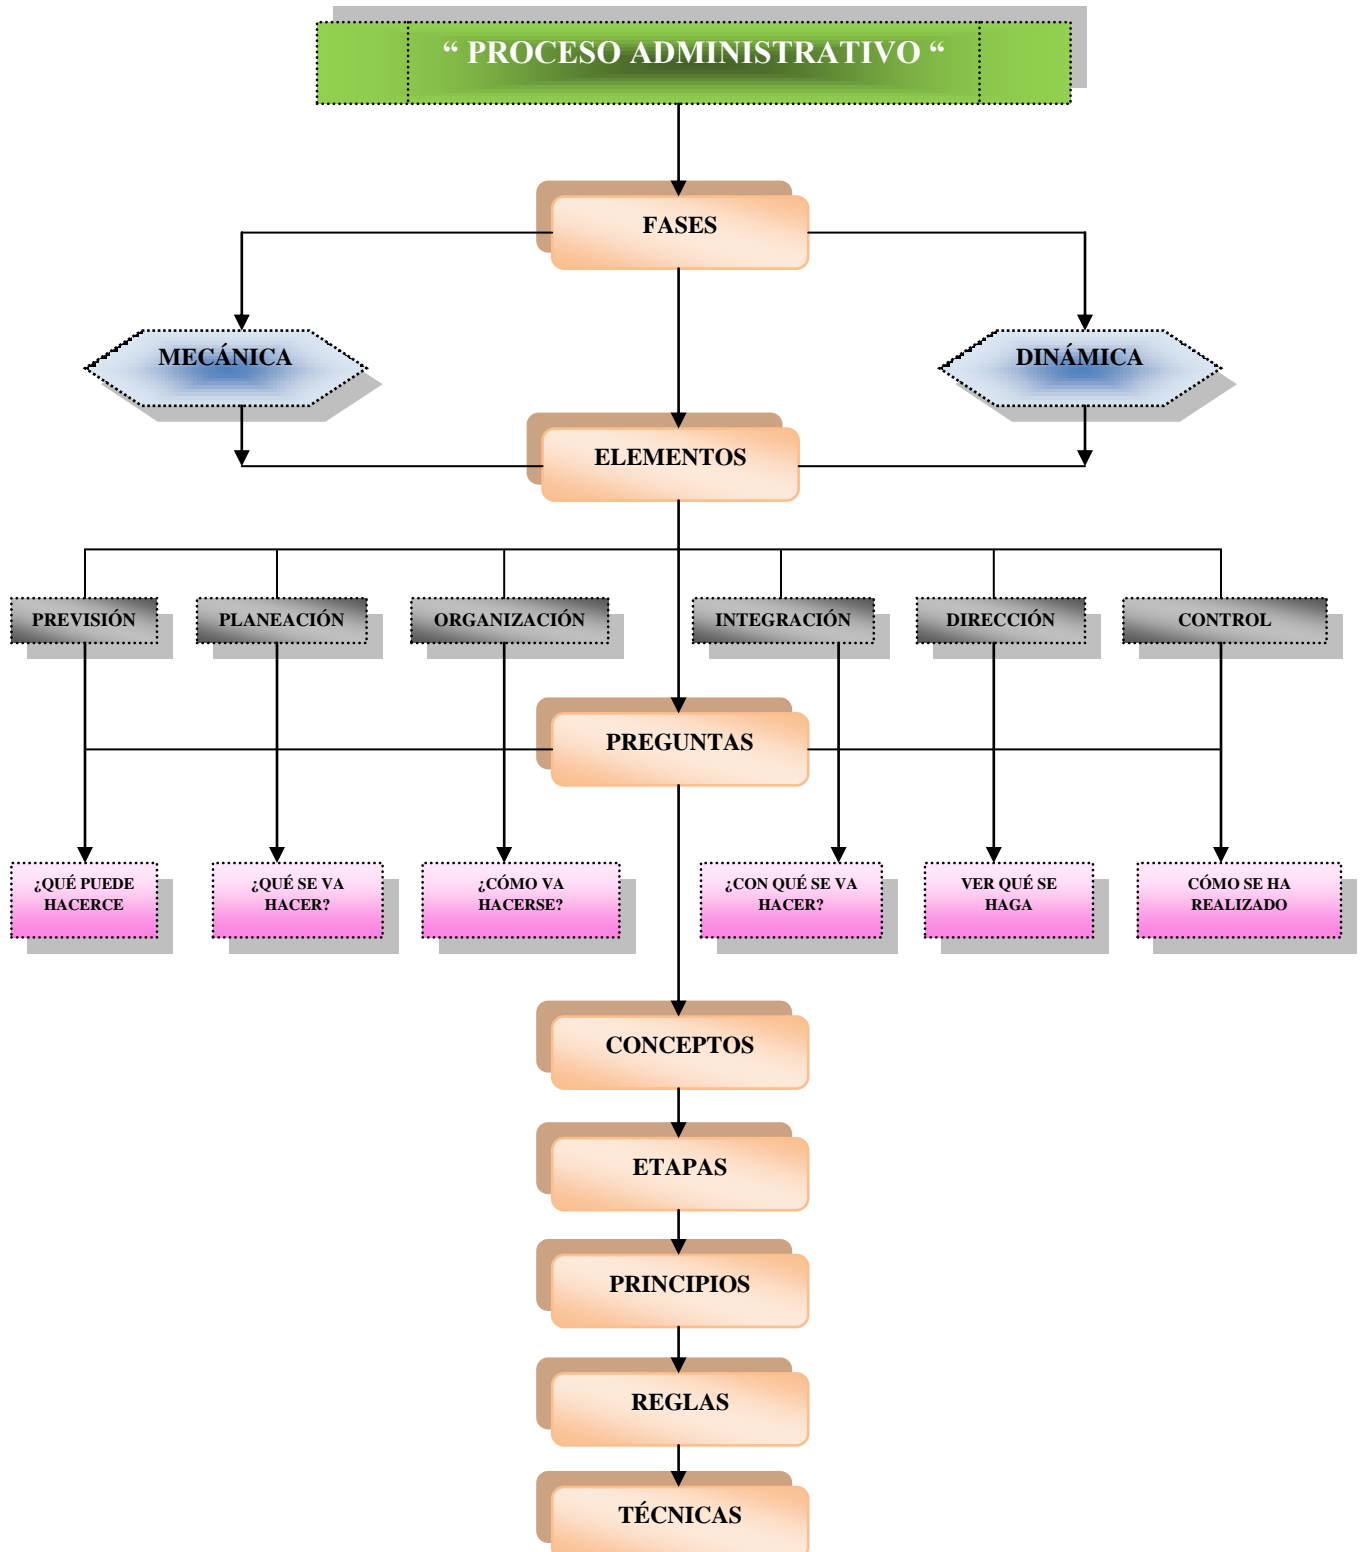 “ PROCESO ADMINISTRATIVO “
FASES
MECÁNICA
DINÁMICA
ELEMENTOS
PREVISIÓN
PLANEACIÓN
ORGANIZACIÓN
INTEGRACIÓN
DIRECCIÓN
CONTROL
PREGUNTAS
¿QUÉ PUEDE
HACERCE
¿QUÉ SE VA
HACER?
¿CÓMO VA
HACERSE?
¿CON QUÉ SE VA
HACER?
VER QUÉ SE
HAGA
CÓMO SE HA
REALIZADO
CONCEPTOS
ETAPAS
PRINCIPIOS
REGLAS
TÉCNICAS